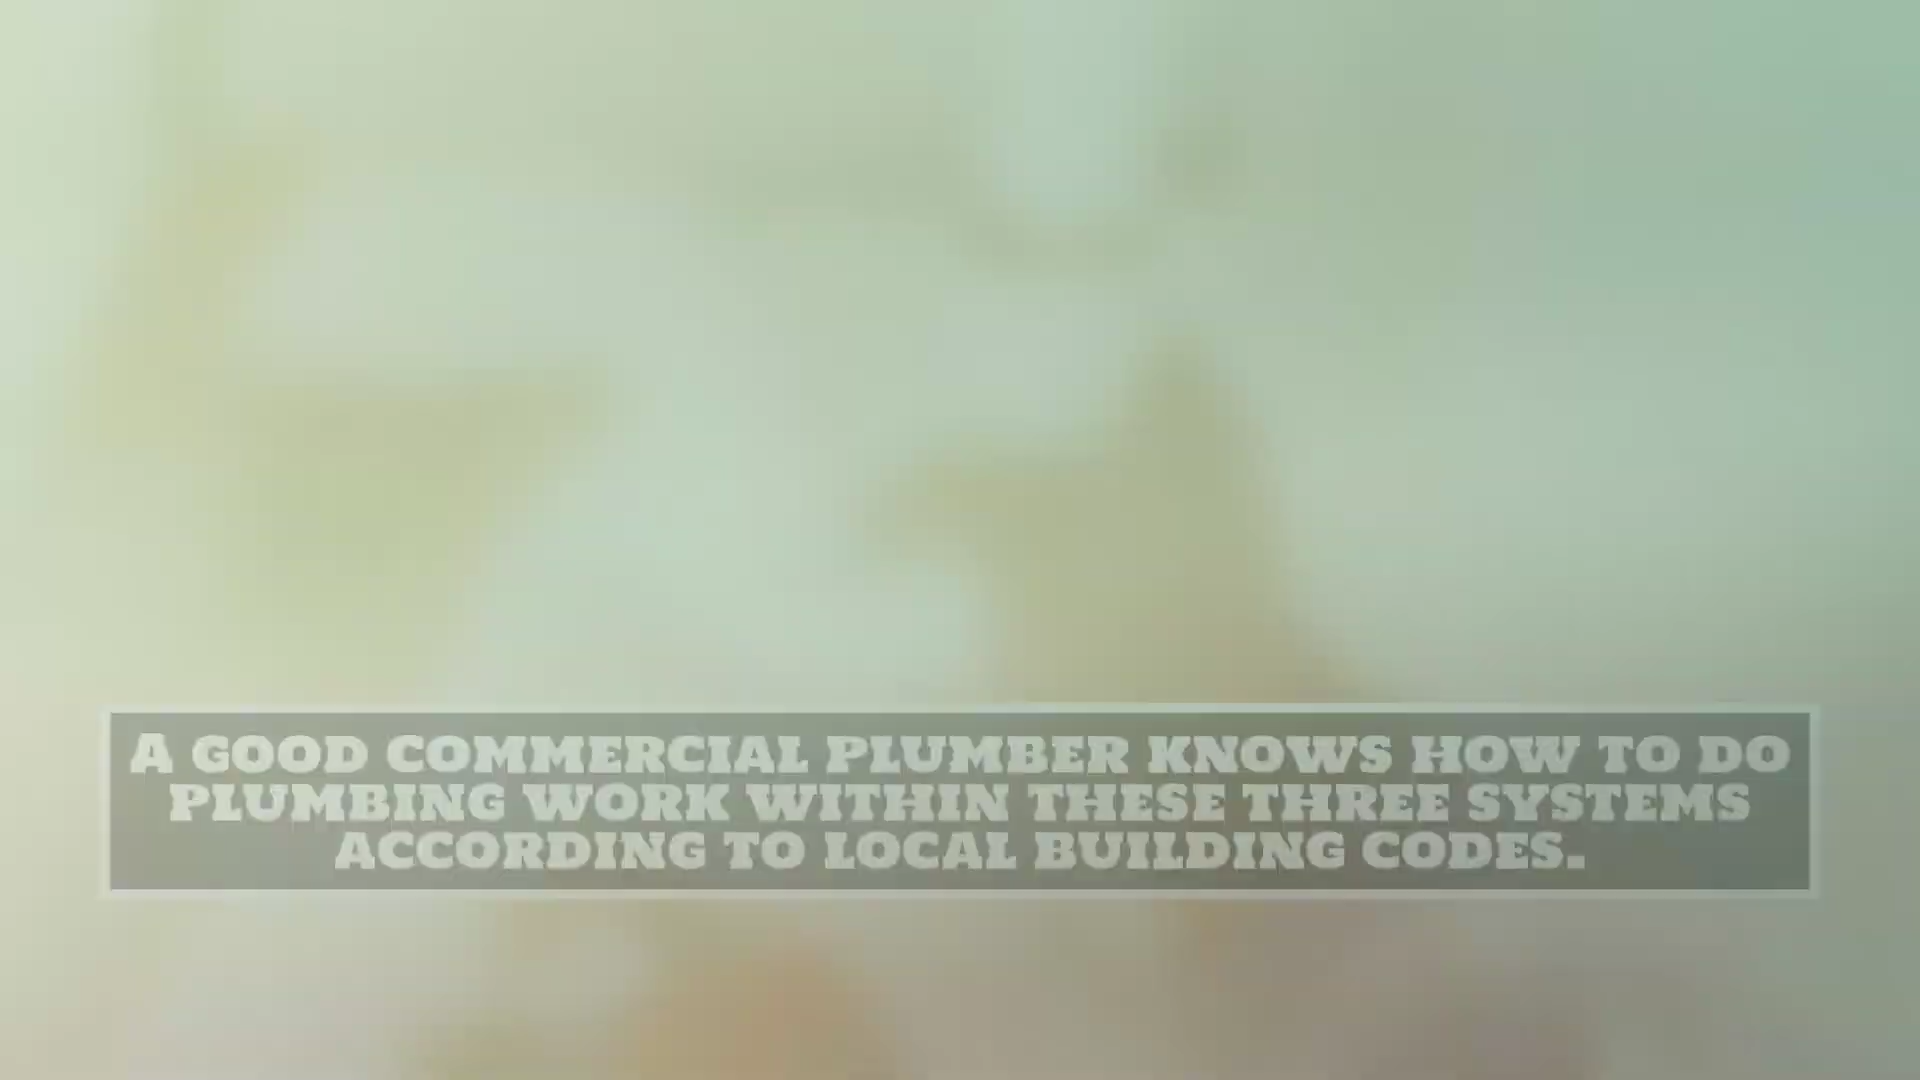 A GOOD COMMERCIAL PLUMBER KNOWS HOW TO DO
PLUMBING WORK WITHIN THESE THREE SYSTEMS
ACCORDING TO LOCAL BUILDING CODES.